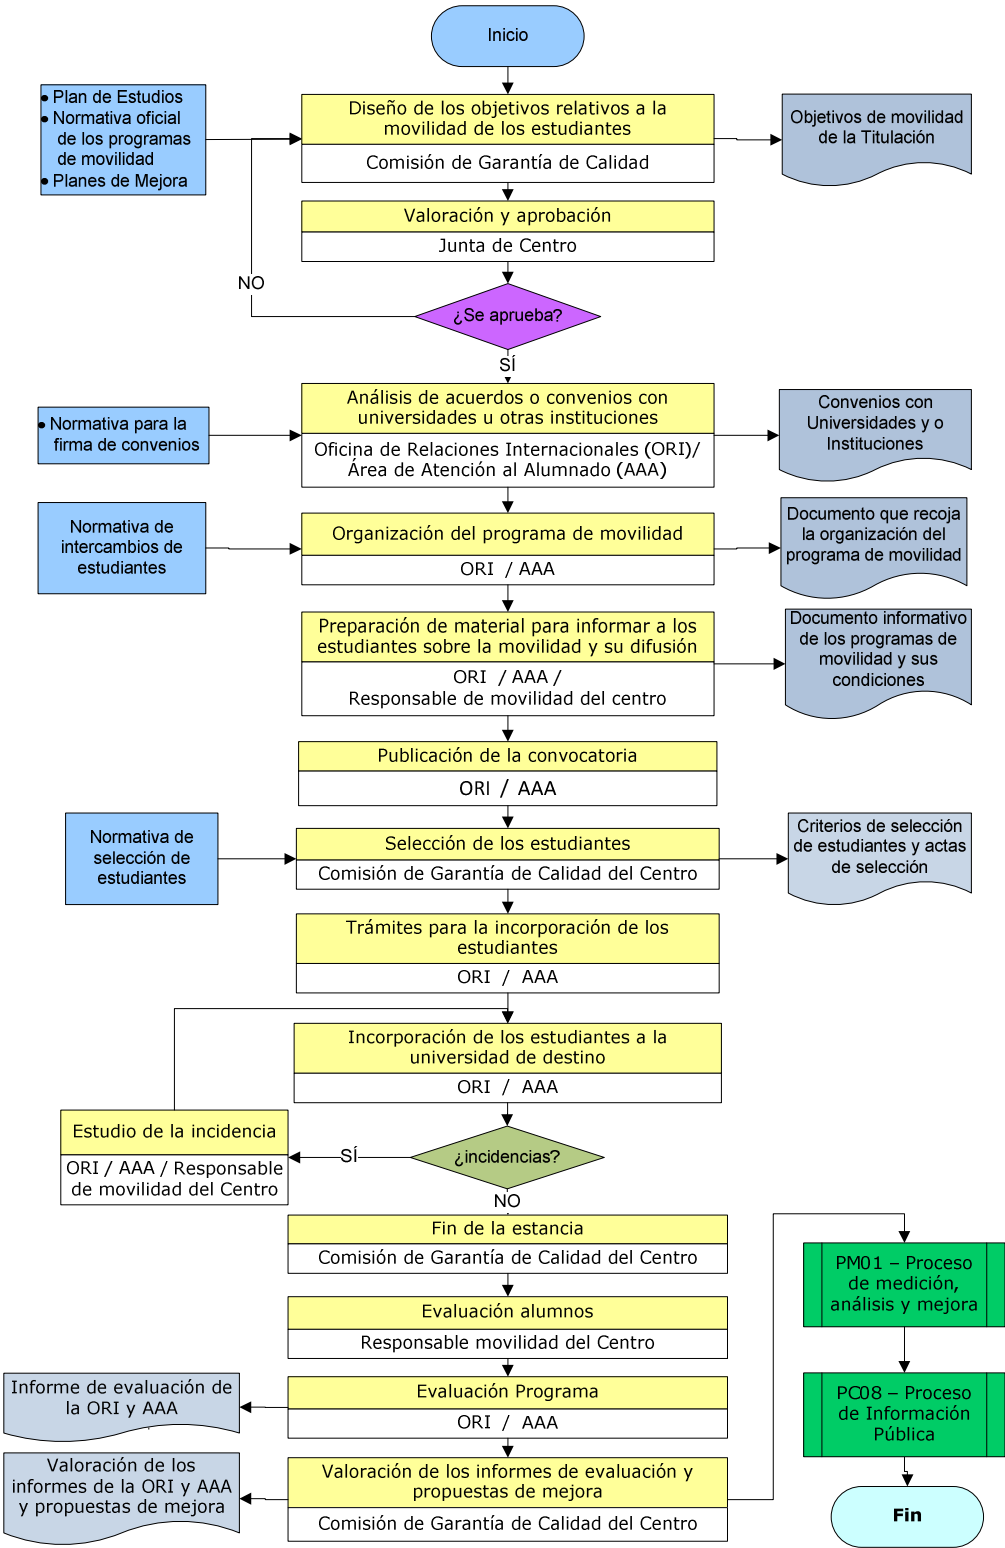 Inicio
• Plan de Estudios
• Normativa oficial
de los programas
de movilidad
• Planes de Mejora
Diseño de los objetivos relativos a la
movilidad de los estudiantes
Comisión de Garantía de Calidad
Objetivos de movilidad
de la Titulación
Valoración y aprobación
Junta de Centro
NO
¿Se aprueba?
SÍ
• Normativa para la
firma de convenios
Análisis de acuerdos o convenios con
universidades u otras instituciones
Oficina de Relaciones Internacionales (ORI)/
Área de Atención al Alumnado (AAA)
Convenios con
Universidades y o
Instituciones
Normativa de
intercambios de
estudiantes
Organización del programa de movilidad
ORI / AAA
Documento que recoja
la organización del
programa de movilidad
Preparación de material para informar a los
estudiantes sobre la movilidad y su difusión
ORI / AAA /
Responsable de movilidad del centro
Documento informativo
de los programas de
movilidad y sus
condiciones
Publicación de la convocatoria
ORI / AAA
Normativa de
selección de
estudiantes
Selección de los estudiantes
Comisión de Garantía de Calidad del Centro
Criterios de selección
de estudiantes y actas
de selección
Trámites para la incorporación de los
estudiantes
ORI / AAA
Incorporación de los estudiantes a la
universidad de destino
ORI / AAA
Estudio de la incidencia
ORI / AAA / Responsable
de movilidad del Centro
SÍ
¿incidencias?
NO
Fin de la estancia
Comisión de Garantía de Calidad del Centro
Evaluación alumnos
Responsable movilidad del Centro
Evaluación Programa
ORI / AAA
Informe de evaluación de
la ORI y AAA
Valoración de los informes de evaluación y
propuestas de mejora
Comisión de Garantía de Calidad del Centro
Valoración de los
informes de la ORI y AAA
y propuestas de mejora
PM01 – Proceso
de medición,
análisis y mejora
PC08 – Proceso
de Información
Pública
Fin